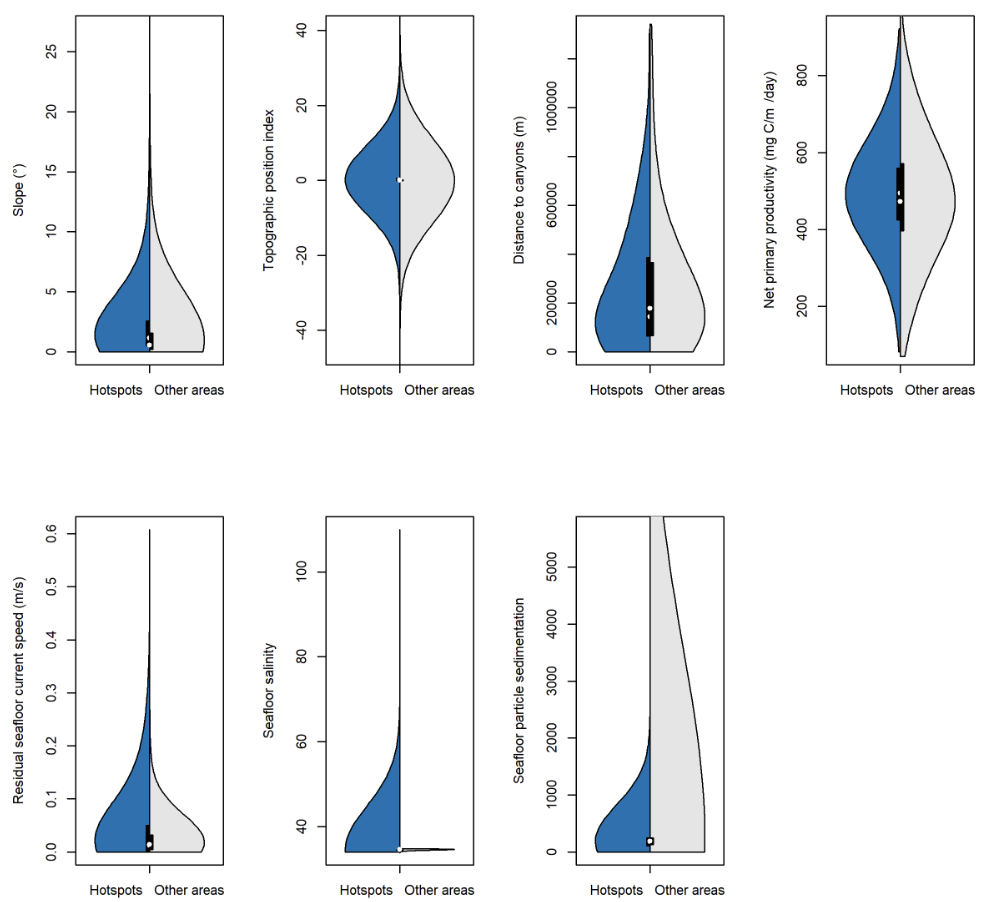 Slope (°)
0
5
10
15
20
25
Hotspots
Other areas
Topographic position index
-40
-20
0
20
40
Hotspots
Other areas
Distance to canyons (m)
0
200000
600000
1000000
Hotspots
Other areas
Net primary productivity (mg C/m /day)
200
400
600
800
Hotspots
Other areas
Residual seafloor current speed (m/s)
0.0
0.1
0.2
0.3
0.4
0.5
0.6
Hotspots
Other areas
Seafloor salinity
40
60
80
100
Hotspots
Other areas
Seafloor particle sedimentation
0
1000
2000
3000
4000
5000
Hotspots
Other areas